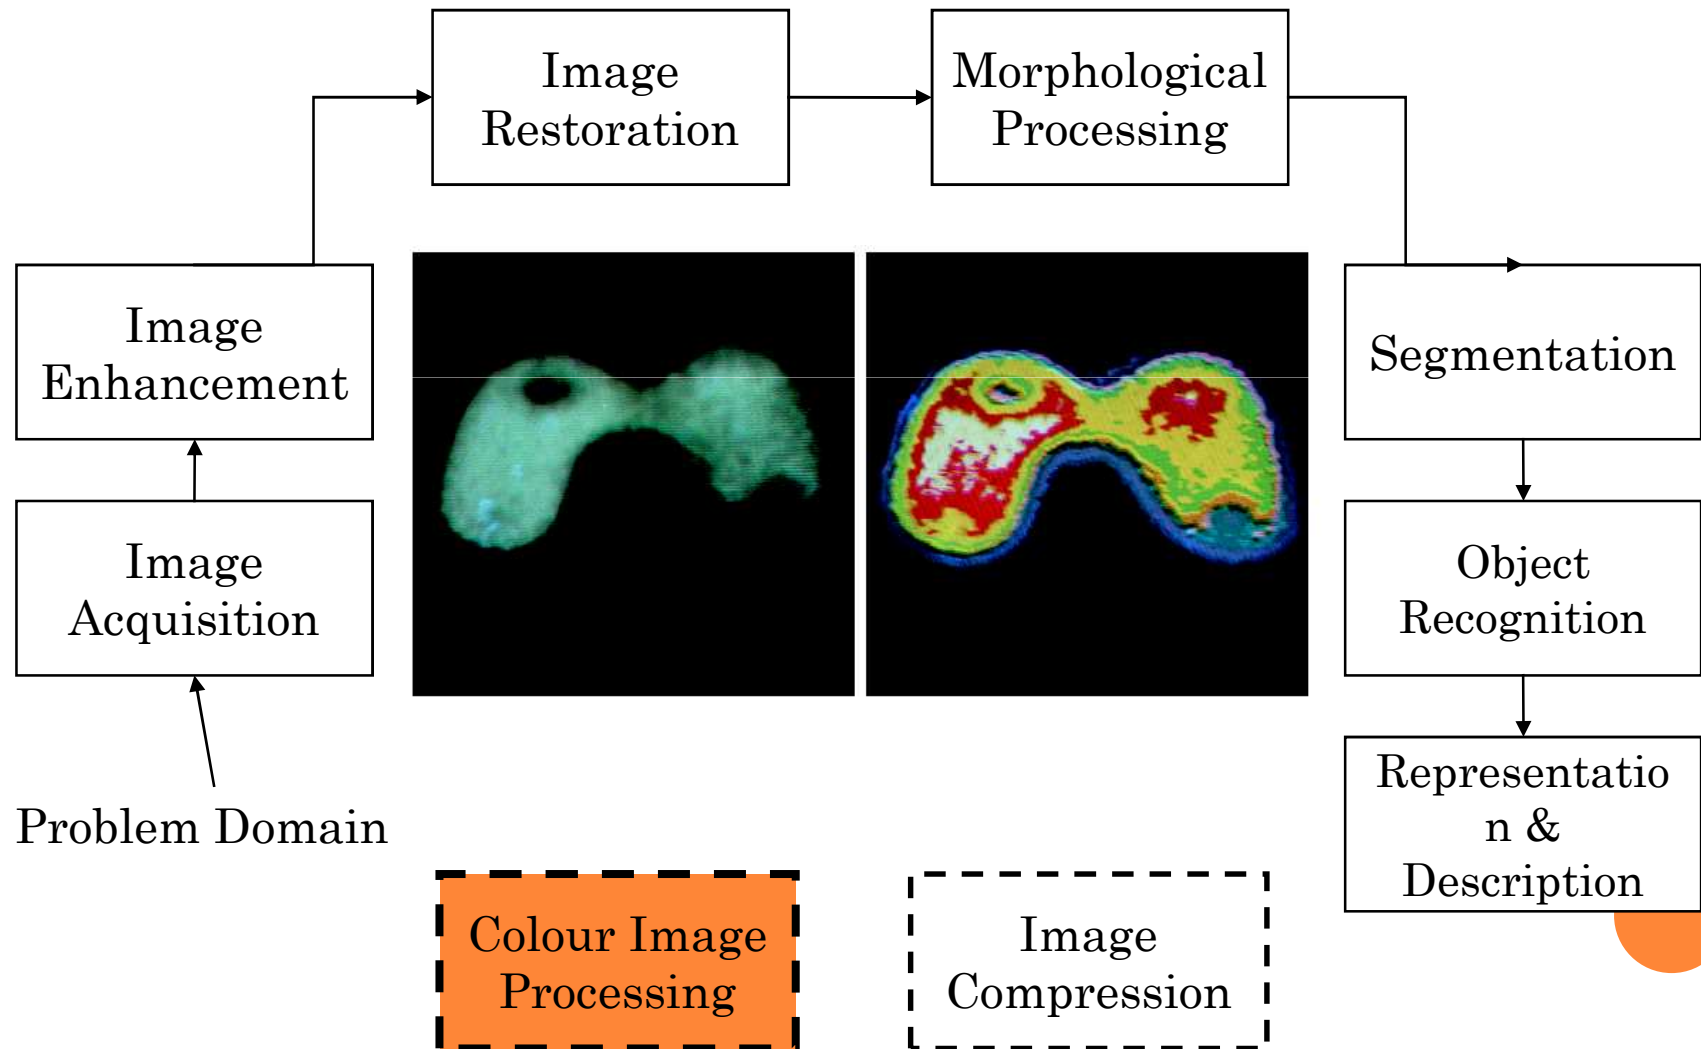 Image
Restoration
Morphological
Processing
Image
Enhancement
Segmentation
Image
Acquisition
Object
Recognition
Problem Domain
Representatio
n &
Description
Colour Image
Processing
Image
Compression